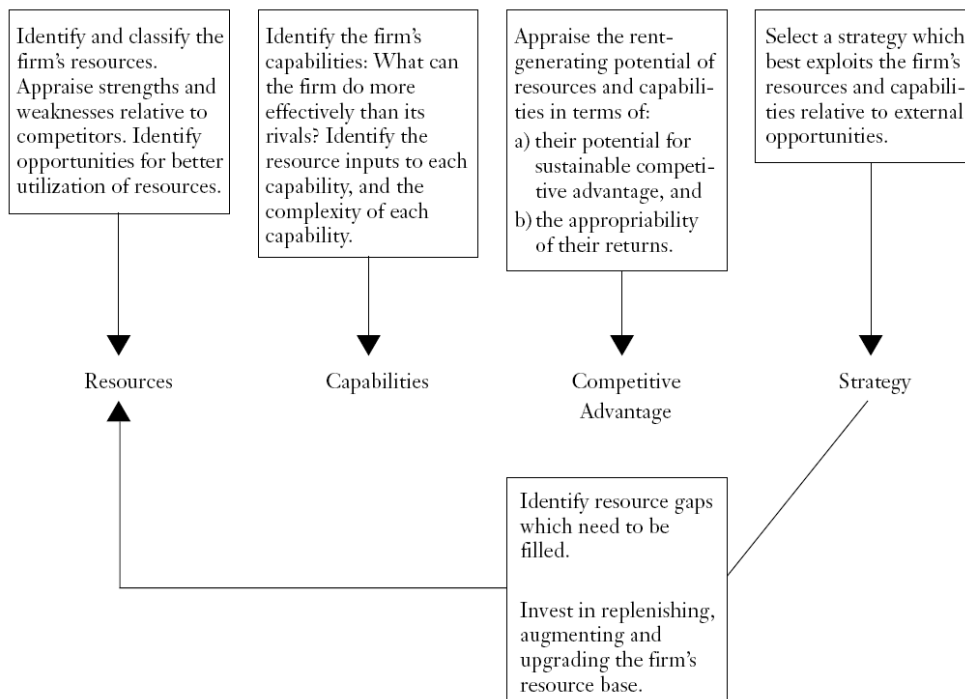 Identify and classify the
firm's resources.
Appraise strengths and
weaknesses relative to
competitors. Identify
opportunities for better
utilization of resources.
Identify the firm's
capabilities: What can
the firm do more
effectively than its
rivals? Identify the
resource inputs to each
capability, and the
complexity of each
capability.
Appraise the rent-
generating potential of
resources and capabili-
ties in terms of:
a) their potential for
sustainable competi-
tive advantage, and
b) the appropriability
of their returns.
Select a strategy which
best exploits the firm's
resources and capabili-
ties relative to external
opportunities.
Resources
Capabilities
Competitive
Advantage
Strategy
Identify resource gaps
which need to be
filled.
Invest in replenishing,
augmenting and
upgrading the firm's
resource base.